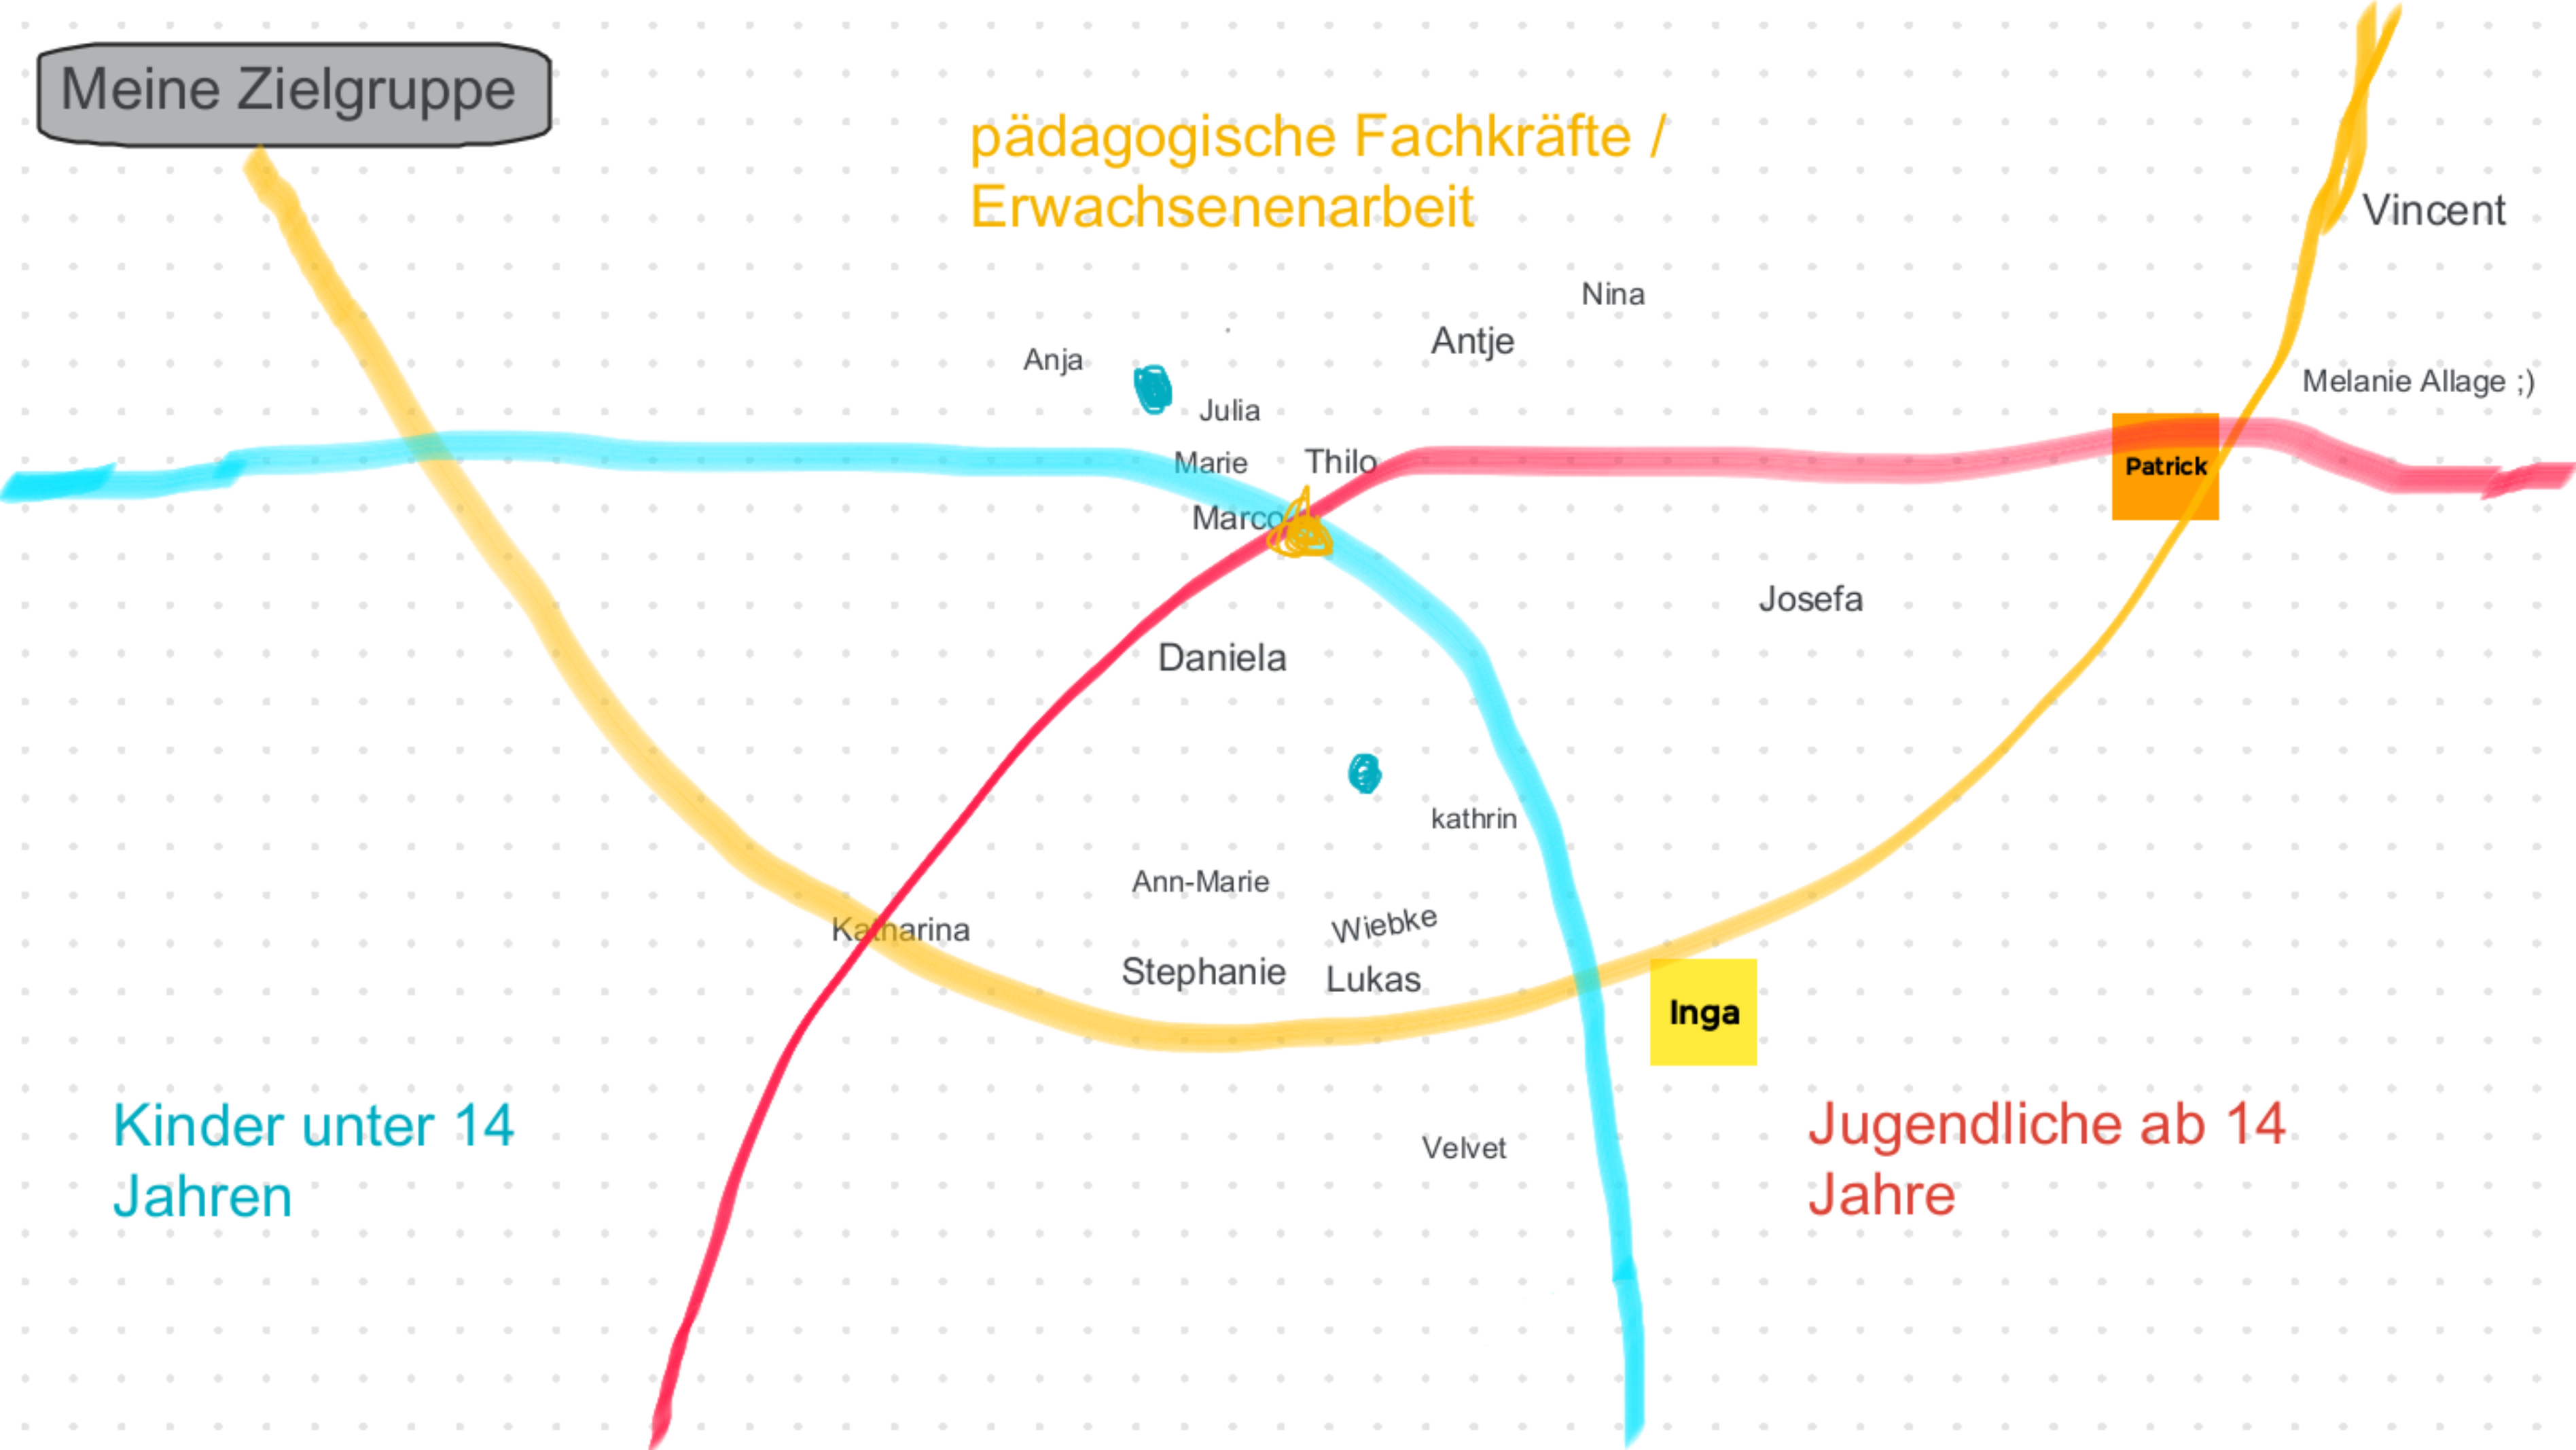 Meine Zielgruppe
pädagogische Fachkräfte /
Erwachsenenarbeit
Vincent
Nina
Antje
Anja
Melanie Allage ;)
Julia
Marie
Thilo
Patrick
Marco
Josefa
Daniela
kathrin
Ann-Marie
Wiebke
Katharina
Stephanie
Lukas
Inga
Kinder unter 14
Jahren
Jugendliche ab 14
Jahre
Velvet